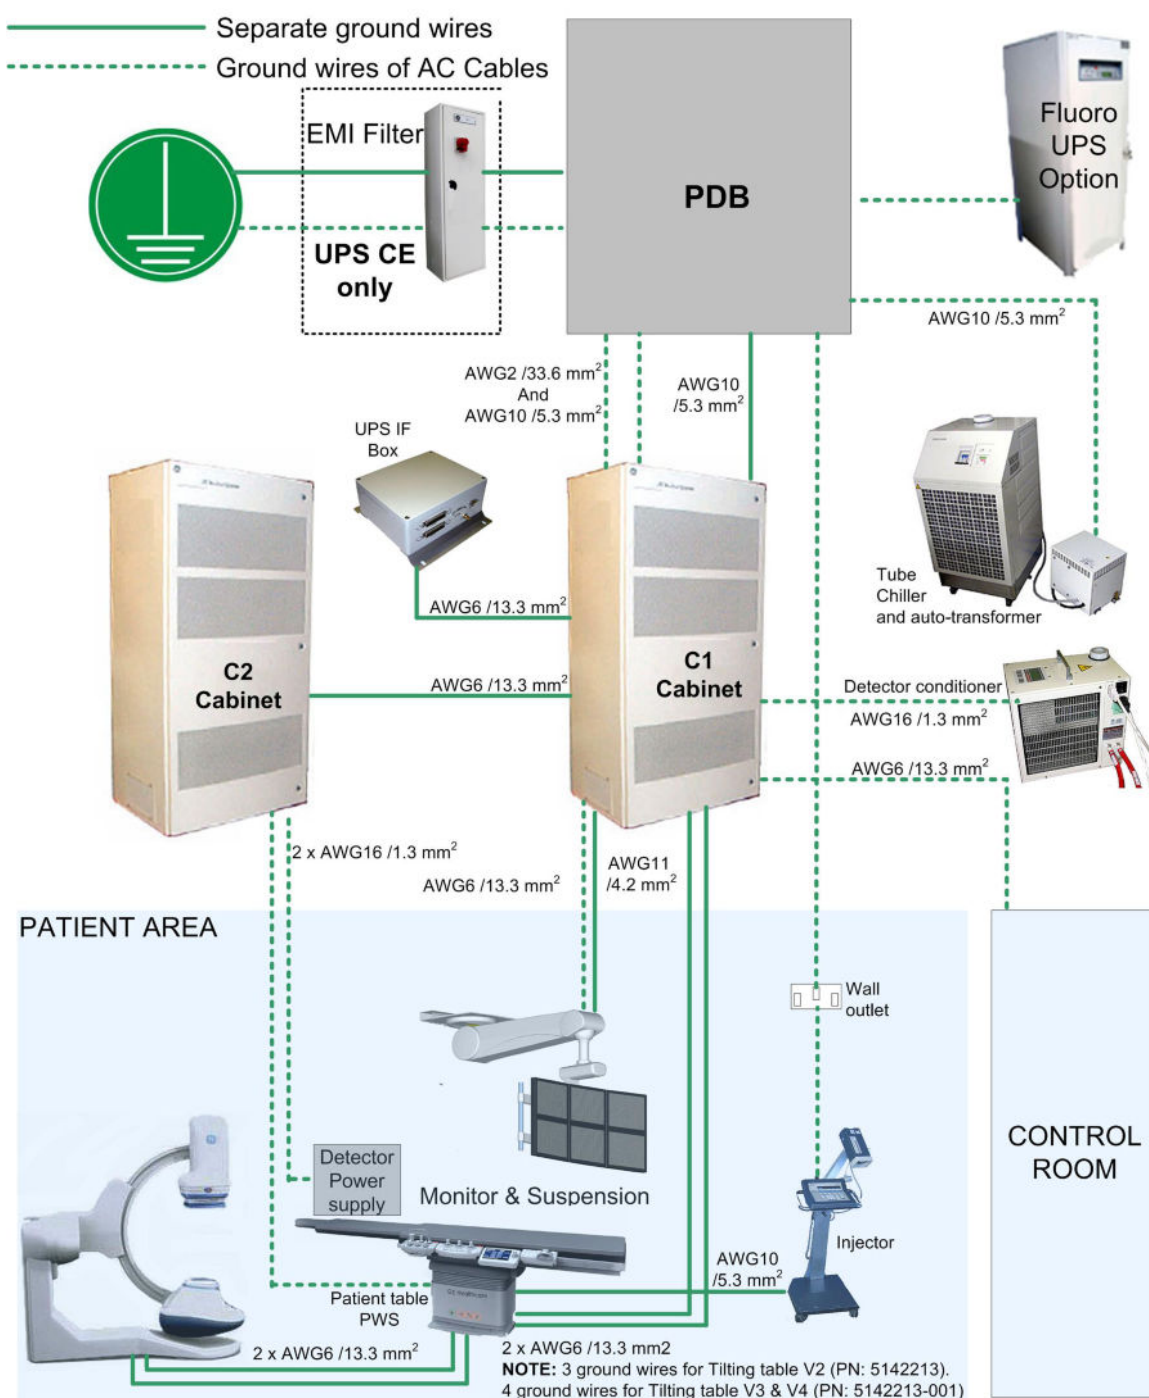 Separate ground wires
Ground wires of AC Cables
EMI Filter
UPS CE
only
PDB
Fluoro
UPS
Option
AWG10 /5.3 mm²
AWG2 /33.6 mm²
And
AWG10 /5.3 mm²
AWG10
/5.3 mm²
UPS IF
Box
Tube
Chiller
and auto-transformer
AWG6 /13.3 mm²
C2
Cabinet
AWG6 /13.3 mm²
C1
Cabinet
Detector conditioner
AWG16 /1.3 mm²
AWG6 /13.3 mm²
2 x AWG16 /1.3 mm²
AWG6 /13.3 mm²
AWG11
/4.2 mm²
PATIENT AREA
Wall
outlet
CONTROL
ROOM
Detector
Power
supply
Monitor & Suspension
Injector
AWG10
/5.3 mm²
GE Healthcare
Patient table
PWS
2 x AWG6 /13.3 mm²
2 x AWG6 /13.3 mm2
NOTE: 3 ground wires for Tilting table V2 (PN: 5142213).
4 ground wires for Tilting table V3 & V4 (PN: 5142213-001)